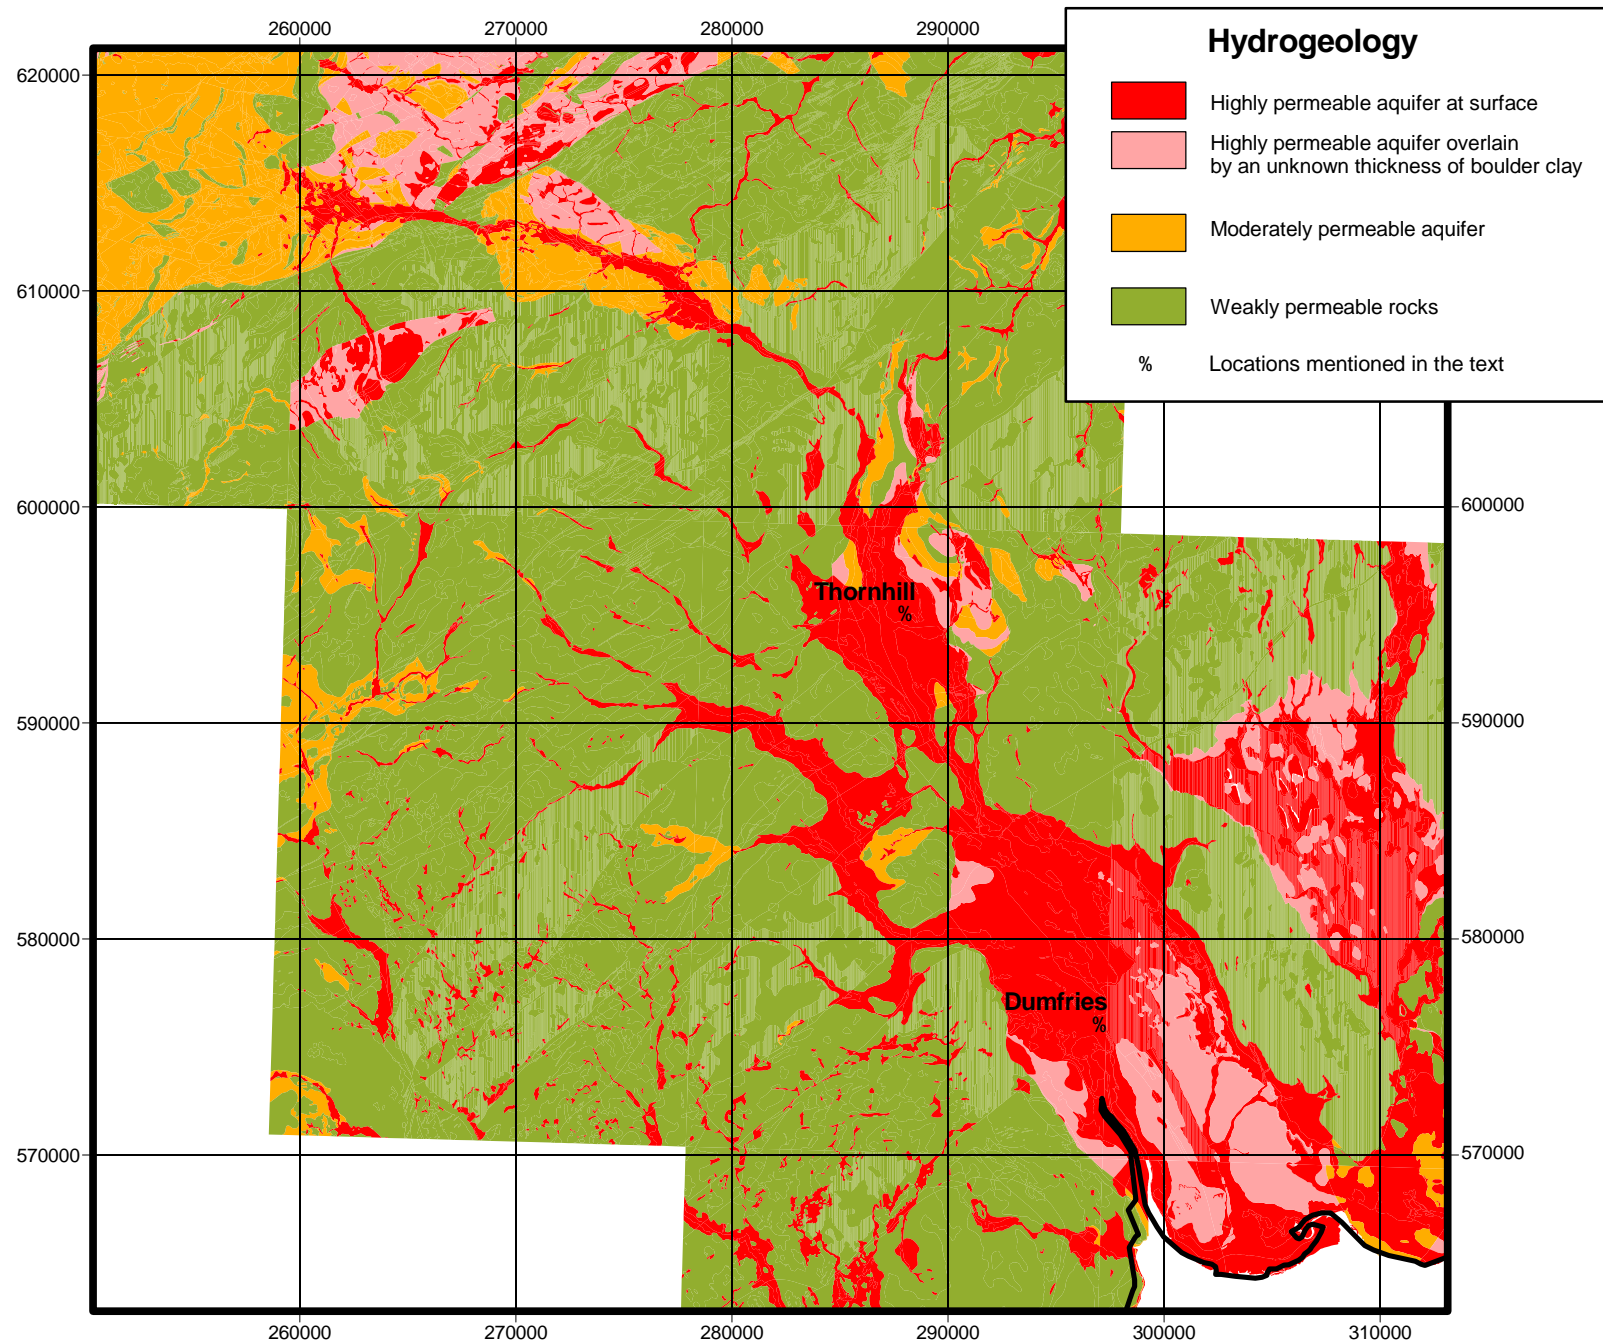 260000 270000 280000 290000
Hydrogeology
Highly permeable aquifer at surface
Highly permeable aquifer overlain
by an unknown thickness of boulder clay
Moderately permeable aquifer
Weakly permeable rocks
% Locations mentioned in the text
620000
610000
600000 600000
Thornhill
%
590000 590000
580000 580000
Dumfries
%
570000 570000
260000 270000 280000 290000 300000 310000